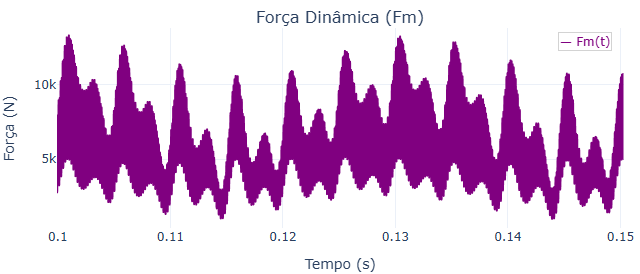 Força Dinâmica (Fm)
Fm(t)
Força (N)
10k
5k
0.1
0.11
0.12
0.13
0.14
0.15
Tempo (s)